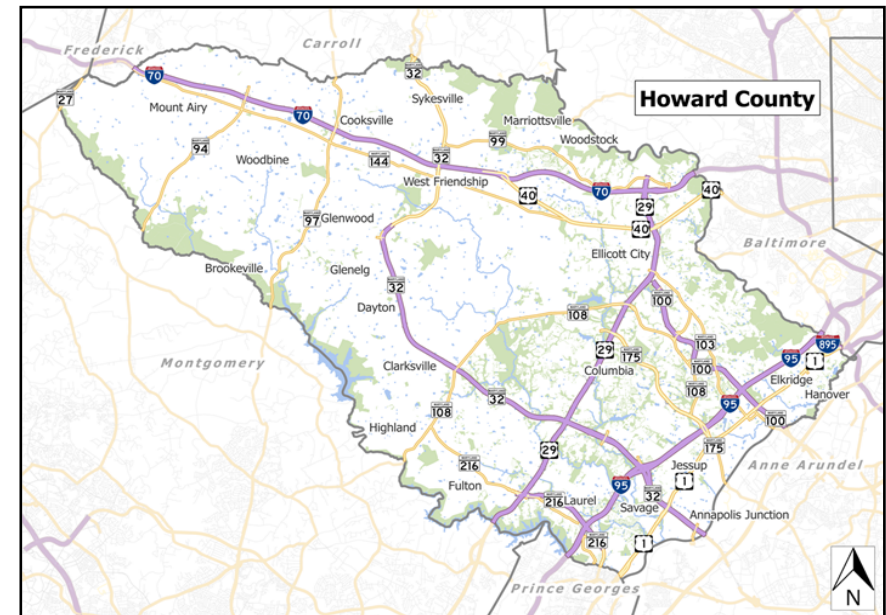 Frederick
Carroll
Howard County
70
32
27
Mount Airy
Sykesville
70
Cooksville
Marriottsville
94
99
Woodstock
144
32
Woodbine
West Friendship
40
70
40
29
97
Glenwood
40
Baltimore
Ellicott City
Brookeville
Glenelg
32
100
Dayton
108
895
103
29
175
95
1
Montgomery
Clarksville
Columbia
100
Elkridge
32
108
Hanover
108
95
100
Highland
29
175
216
Jessup
Anne Arundel
Fulton
95
1
216
Laurel
32
Savage
Annapolis Junction
216
1
Prince Georges
N